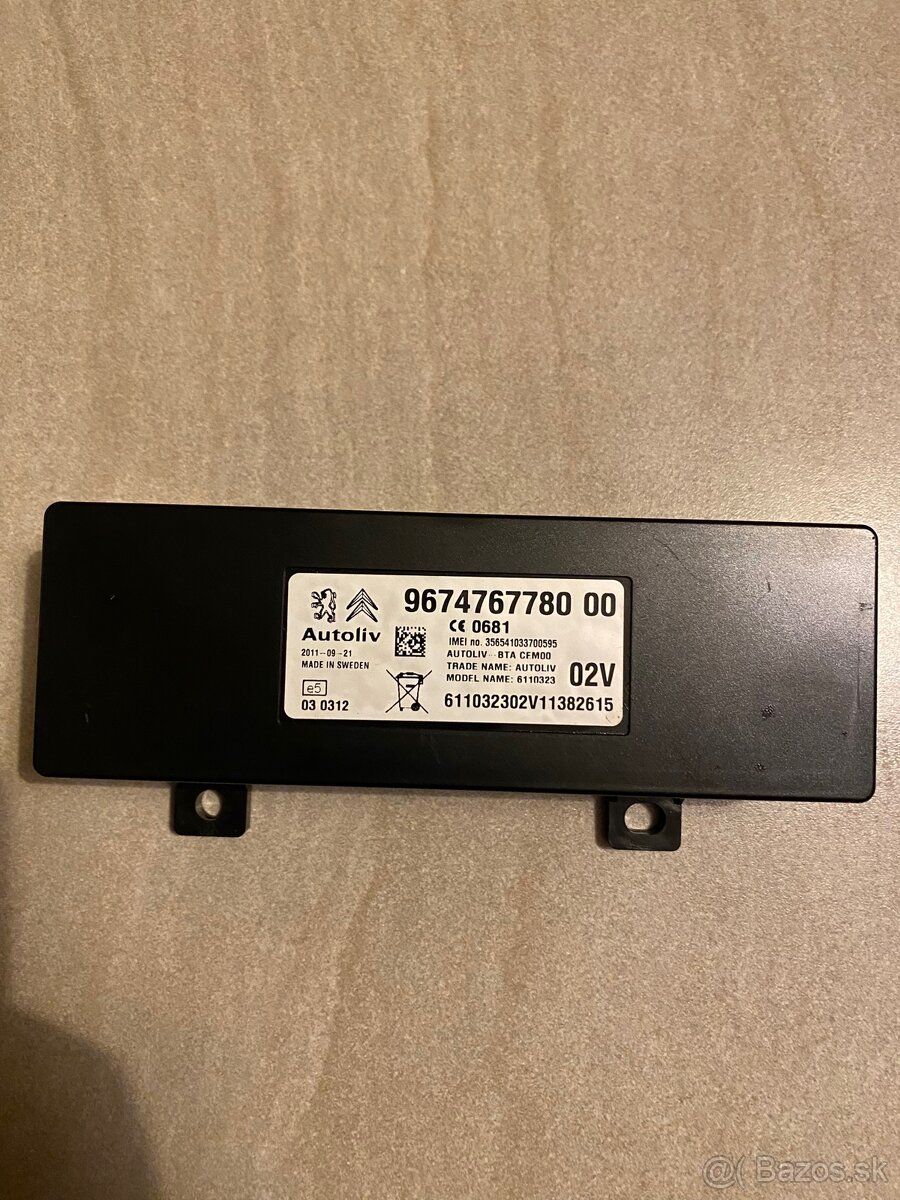 9674767780 00
CE 0681
Autoliv
IMEI no. 356541033700595
2011-09-21
AUTOLIV - BTA CEM00
MADE IN SWEDEN
TRADE NAME: AUTOLIV
02V
MODEL NAME: 6110323
e5
03 0312
611032302V11382615
@( Bazos.sk